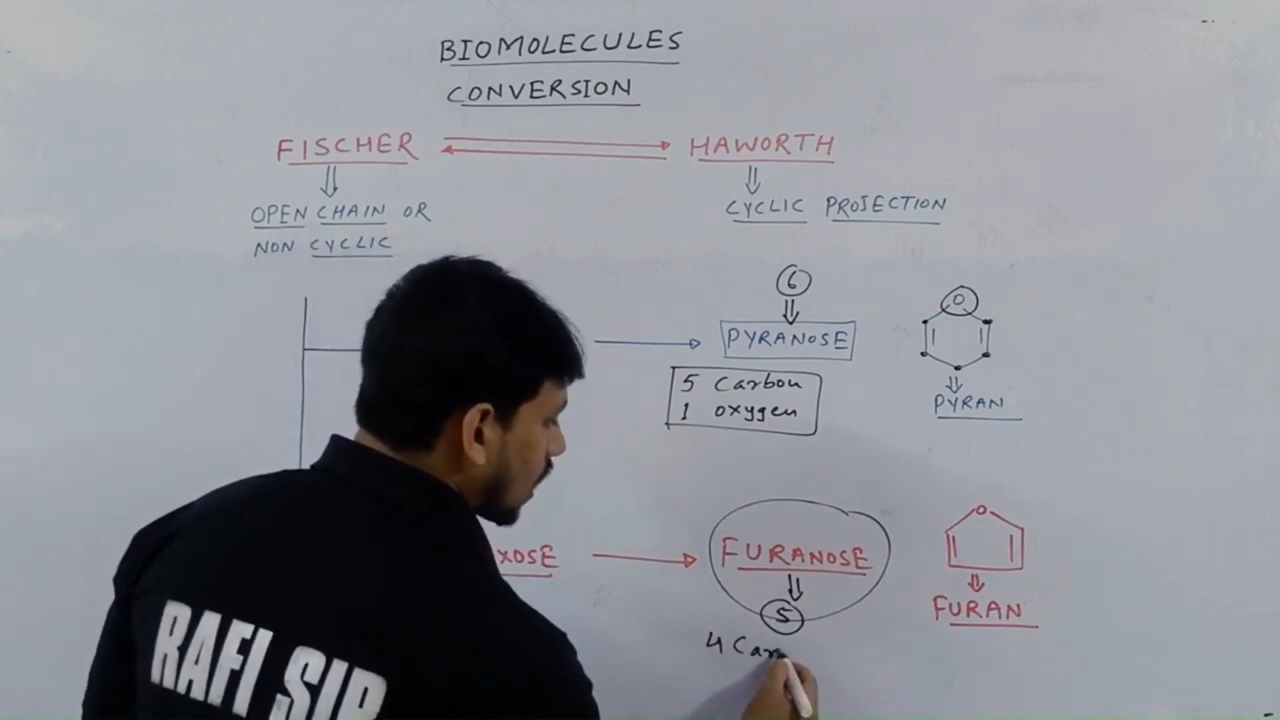 BIOMOLECULES
CONVERSION
FISCHER HAWORTH
OPEN CHAIN OR
NON CYCLIC
CYCLIC PROJECTION
6
O
PYRANOSE
5 Carbon
1 oxygen
PYRAN
O
XOSE
FURANOSE
5
FURAN
4 Car
RAFI SIR